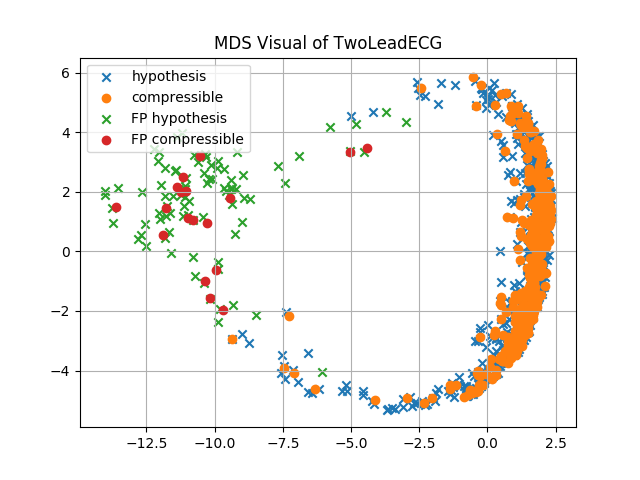 MDS Visual of TwoLeadECG
hypothesis
compressible
FP hypothesis
FP compressible
6
4
2
0
−2
−4
−12.5 −10.0 −7.5 −5.0 −2.5 0.0 2.5